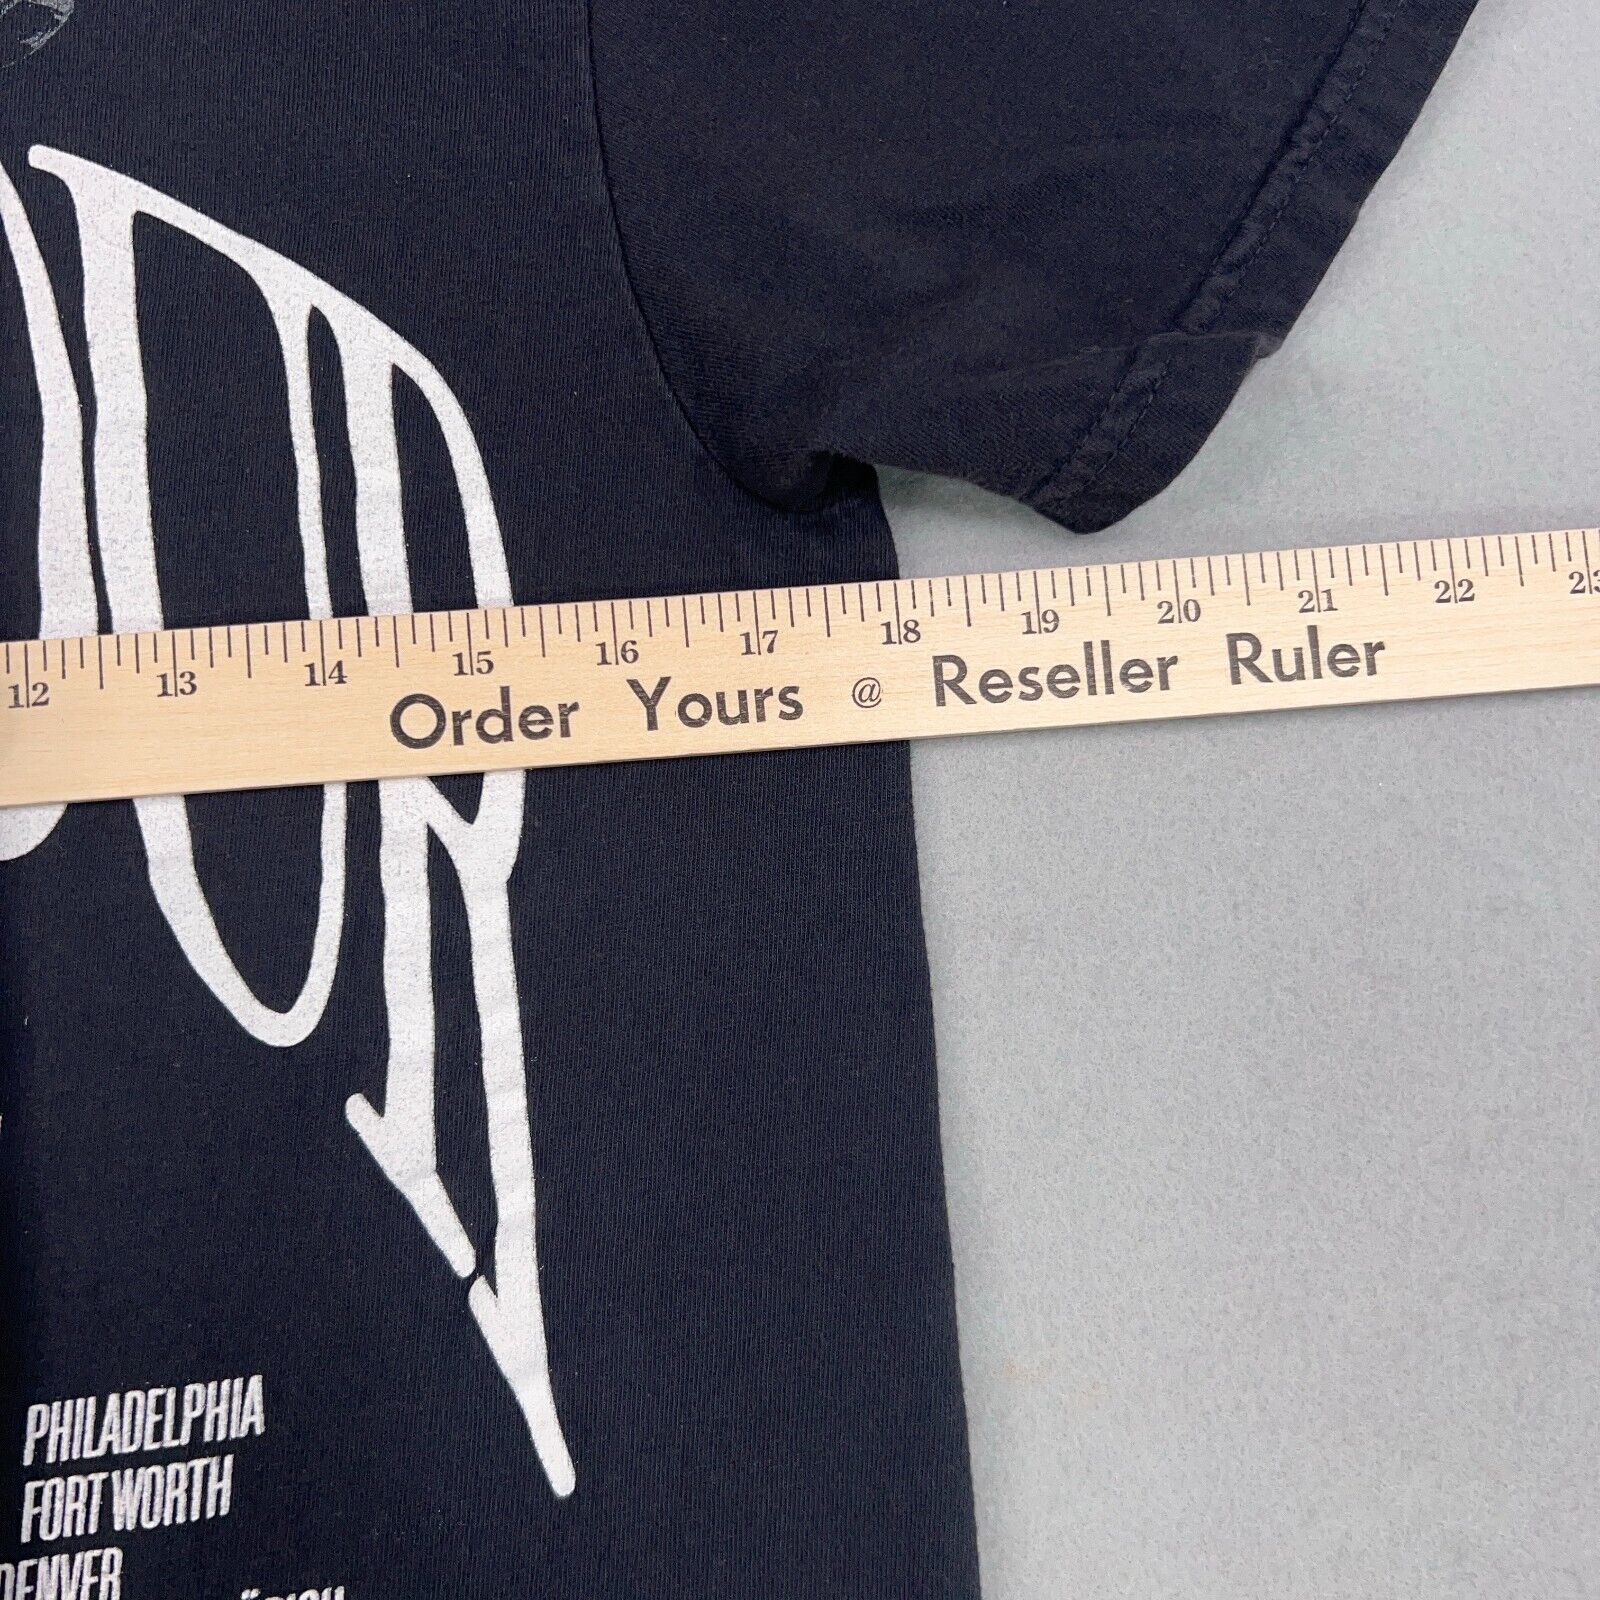 12 13 14 15 16 17 18 19 20 21 22 23
Order Yours @ Reseller Ruler
PHILADELPHIA
FORT WORTH
DENVER